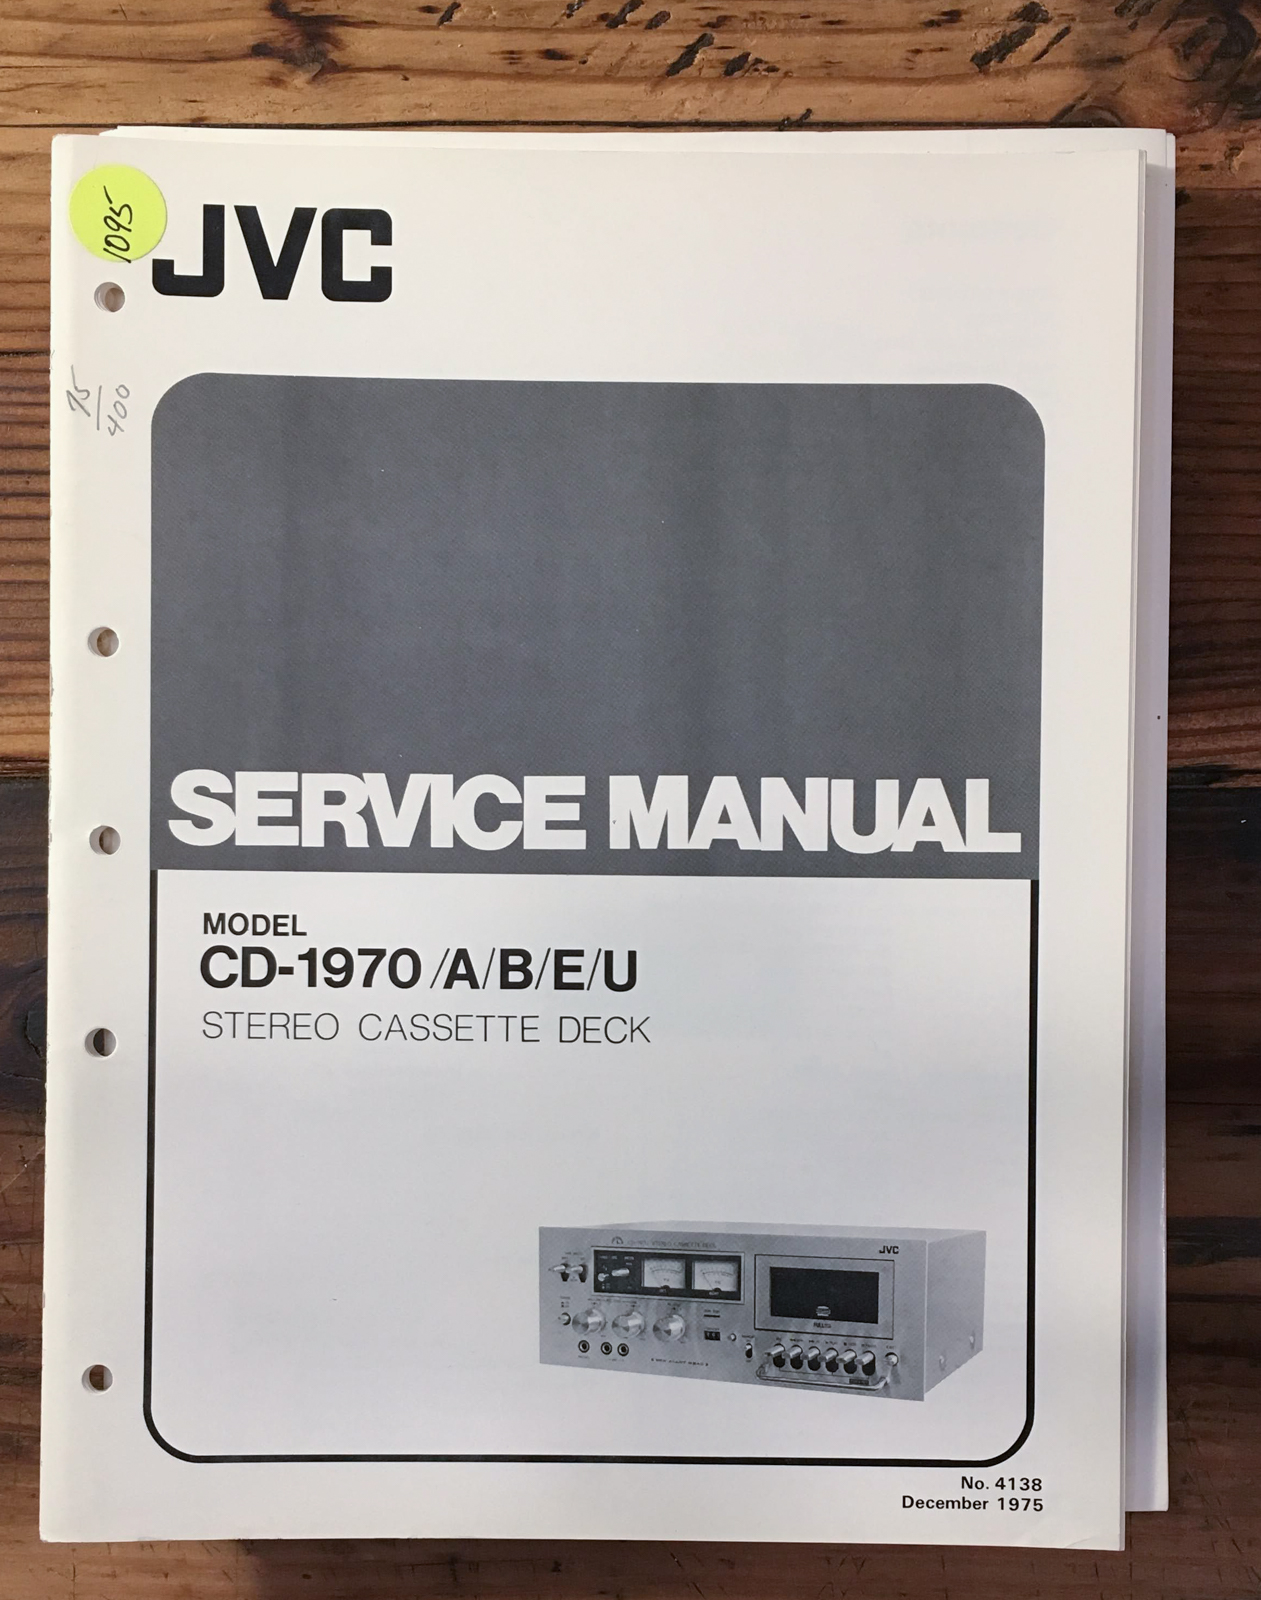 1095
JVC
75
400
SERVICE MANUAL
MODEL
CD-1970/A/B/E/U
STEREO CASSETTE DECK
JVC
No. 4138
December 1975